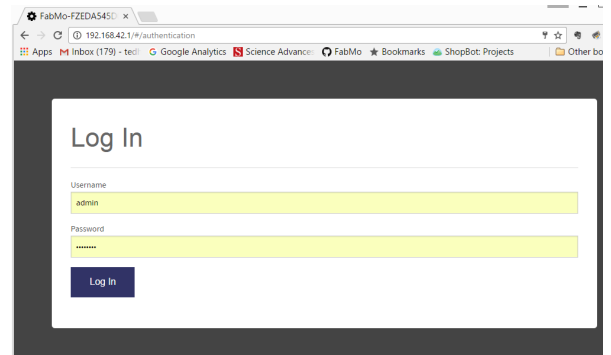 FabMo-FZEDA545D
192.168.42.1/#/authentication
Apps Inbox (179) - ted Google Analytics Science Advances FabMo Bookmarks ShopBot: Projects Other bo
Log In
Username
admin
Password
••••••••
Log In